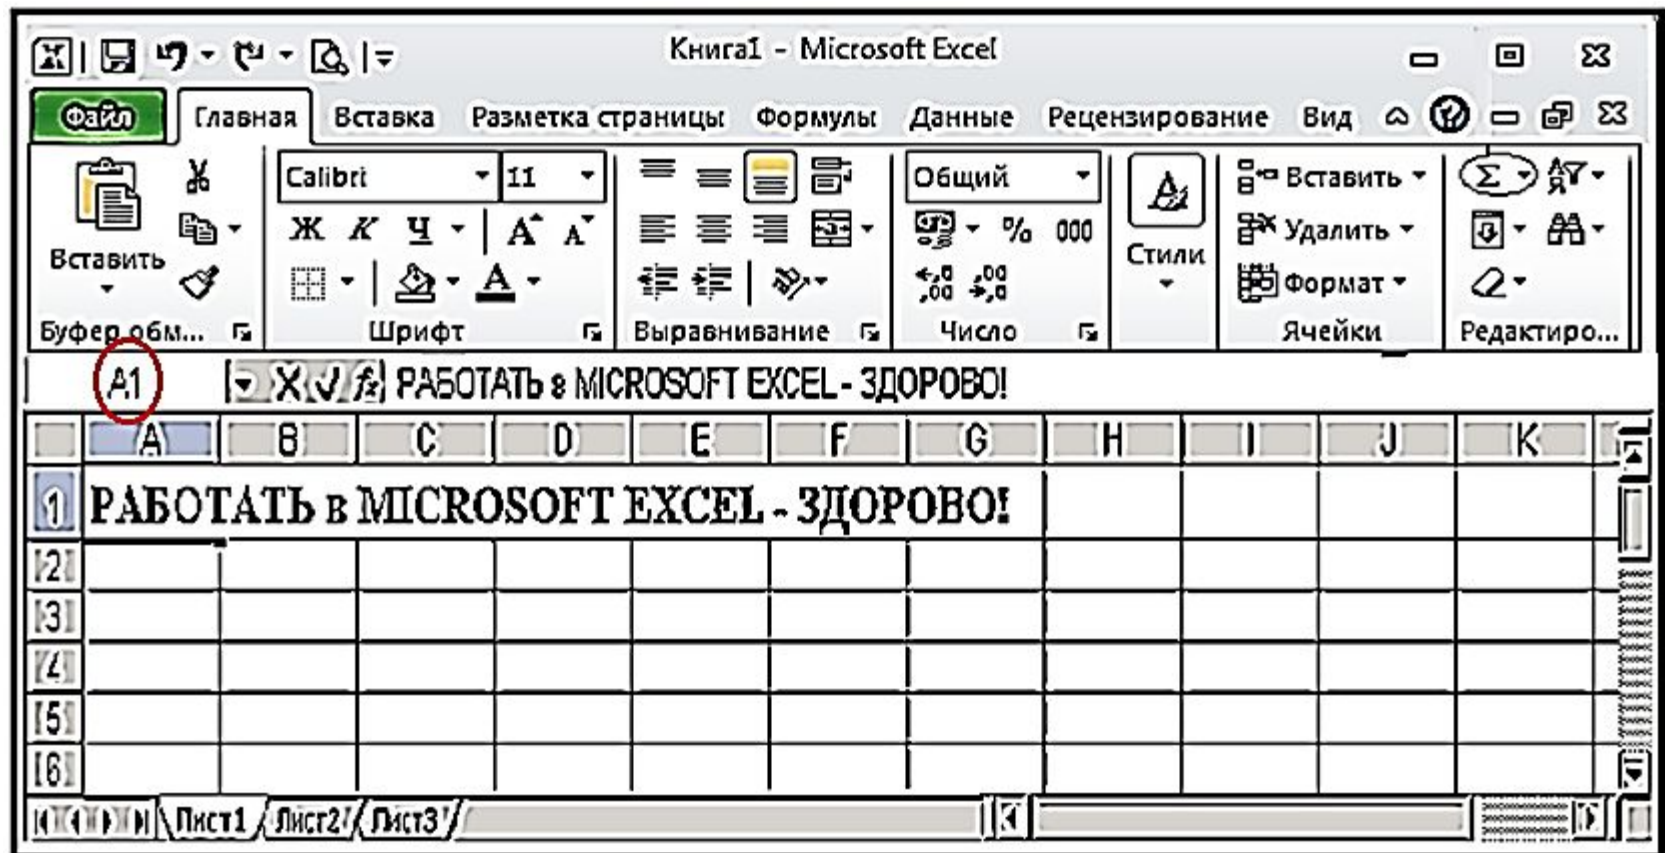 Книга1 - Microsoft Excel
Файл Главная Вставка Разметка страницы Формулы Данные Рецензирование Вид
Calibri 11 Общий Вставить
Ж К Ч А А % 000 Удалить
Вставить Стили
А ,00 ,00 Формат
Буфер обм... Шрифт Выравнивание Число Ячейки Редактиро...
A1 fx РАБОТАТЬ в MICROSOFT EXCEL - ЗДОРОВО!
A B C D E F G H I J K
1 РАБОТАТЬ в MICROSOFT EXCEL - ЗДОРОВО!
2
3
4
5
6
Лист1 Лист2 Лист3